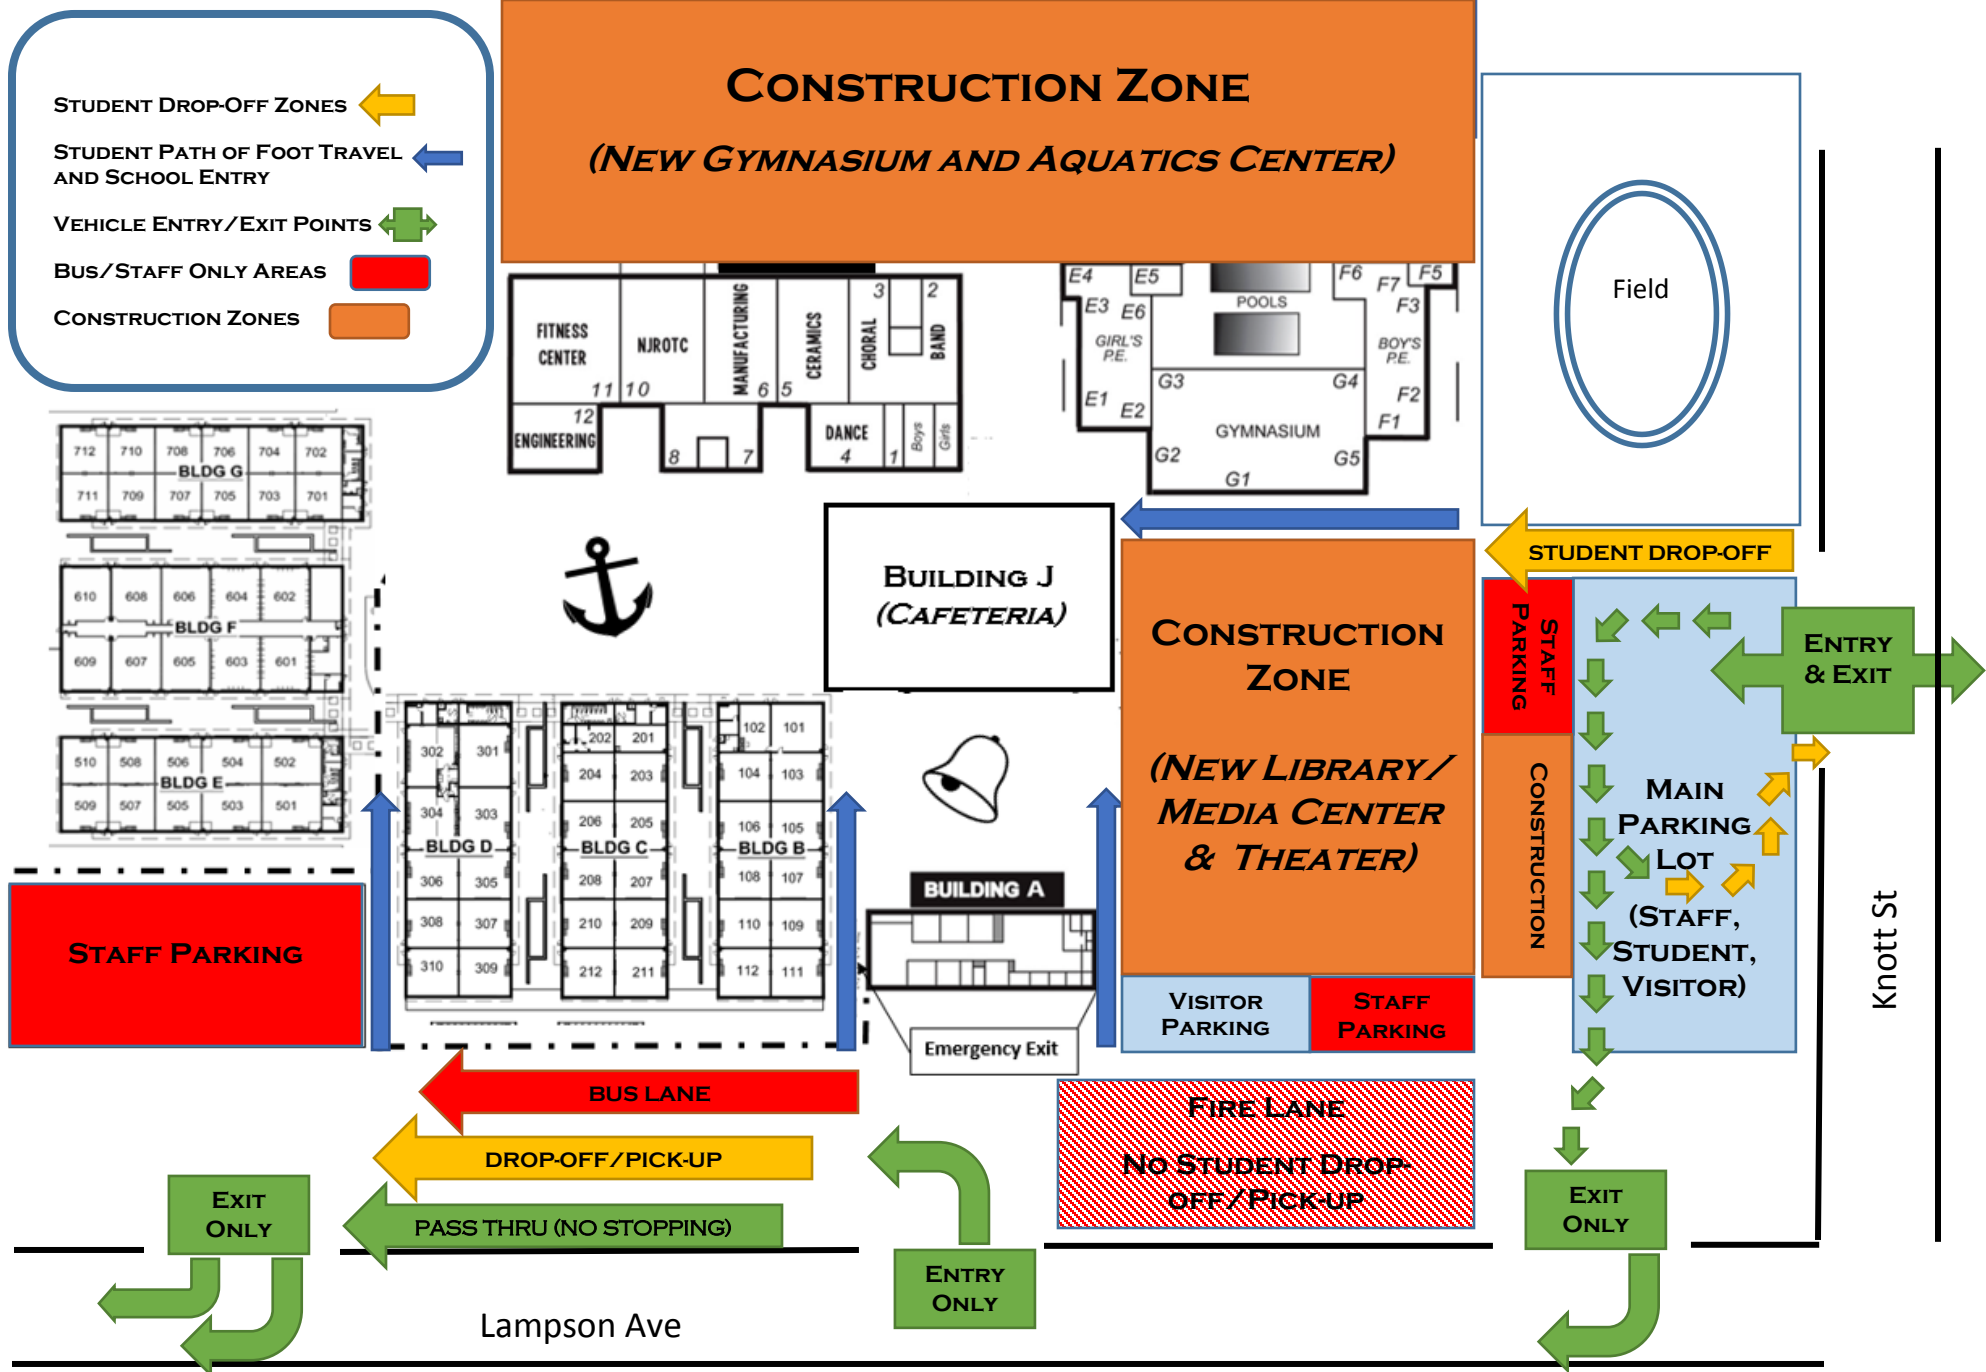 STUDENT DROP-OFF ZONES
STUDENT PATH OF FOOT TRAVEL
AND SCHOOL ENTRY
VEHICLE ENTRY/EXIT POINTS
BUS/STAFF ONLY AREAS
CONSTRUCTION ZONES
CONSTRUCTION ZONE
(NEW GYMNASIUM AND AQUATICS CENTER)
FITNESS
CENTER
11
NJROTC
10
MANUFACTURING
6
CERAMICS
5
CHORAL
3
2
BAND
12
ENGINEERING
8
7
DANCE
4
1
Boys
Girls
E4
E5
E3
E6
GIRL'S
P.E.
E1
E2
POOLS
F6
F5
F7
F3
BOY'S
P.E.
F2
F1
G3
G4
GYMNASIUM
G2
G5
G1
Field
712 710 708 706 704 702
BLDG G
711 709 707 705 703 701
610 608 606 604 602
BLDG F
609 607 605 603 601
510 508 506 504 502
BLDG E
509 507 505 503 501
BUILDING J
(CAFETERIA)
STUDENT DROP-OFF
STAFF
PARKING
ENTRY
& EXIT
CONSTRUCTION
ZONE
(NEW LIBRARY/
MEDIA CENTER
& THEATER)
CONSTRUCTION
MAIN
PARKING
LOT
(STAFF,
STUDENT,
VISITOR)
Knott St
302 301
304 303
BLDG D
306 305
308 307
310 309
202 201
204 203
206 205
BLDG C
208 207
210 209
212 211
102 101
104 103
106 105
BLDG B
108 107
110 109
112 111
BUILDING A
Emergency Exit
STAFF PARKING
VISITOR
PARKING
STAFF
PARKING
BUS LANE
DROP-OFF/PICK-UP
PASS THRU (NO STOPPING)
FIRE LANE
NO STUDENT DROP-
OFF/PICK-UP
EXIT
ONLY
ENTRY
ONLY
EXIT
ONLY
Lampson Ave